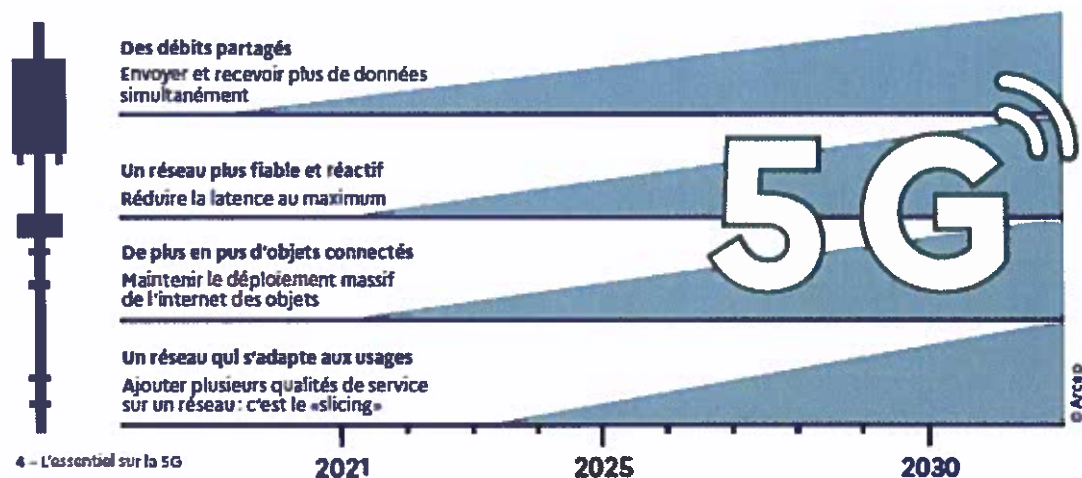 Des débits partagés
Envoyer et recevoir plus de données
simultanément
Un réseau plus fiable et réactif
Réduire la latence au maximum
De plus en pus d'objets connectés
Maintenir le déploiement massif
de l'internet des objets
Un réseau qui s'adapte aux usages
Ajouter plusieurs qualités de service
sur un réseau : c'est le «slicing»
5G
© Arcep
4 – L'essentiel sur la 5G
2021 2025 2030